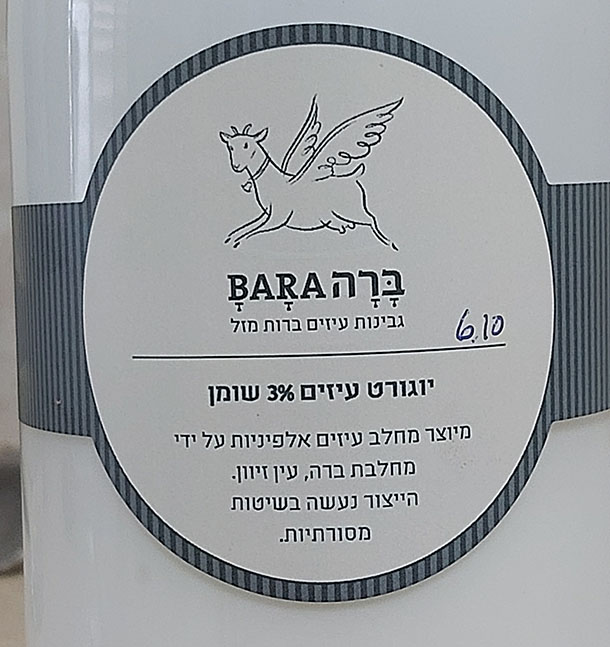 בָּרָה BARA
גבינות עיזים ברות מזל
6.10
יוגורט עיזים 3% שומן
מיוצר מחלב עיזים אלפיניות על ידי
מחלבת ברה, עין זיוון.
הייצור נעשה בשיטות
מסורתיות.